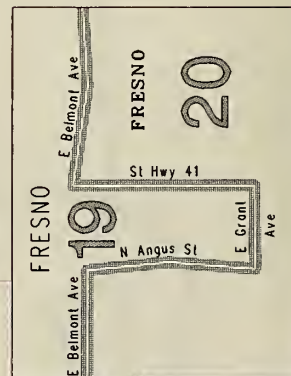 E Belmont Ave
FRESNO
20
St Hwy 41
FRESNO
19
N Angus St
E Grant
Ave
E Belmont Ave